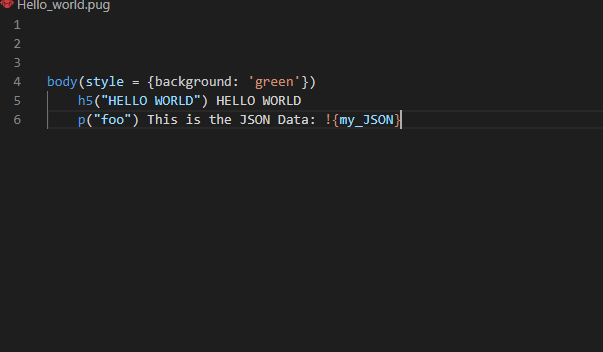 Hello_world.pug
1
2
3
4 body(style = {background: 'green'})
5 h5("HELLO WORLD") HELLO WORLD
6 p("foo") This is the JSON Data: !{my_JSON}